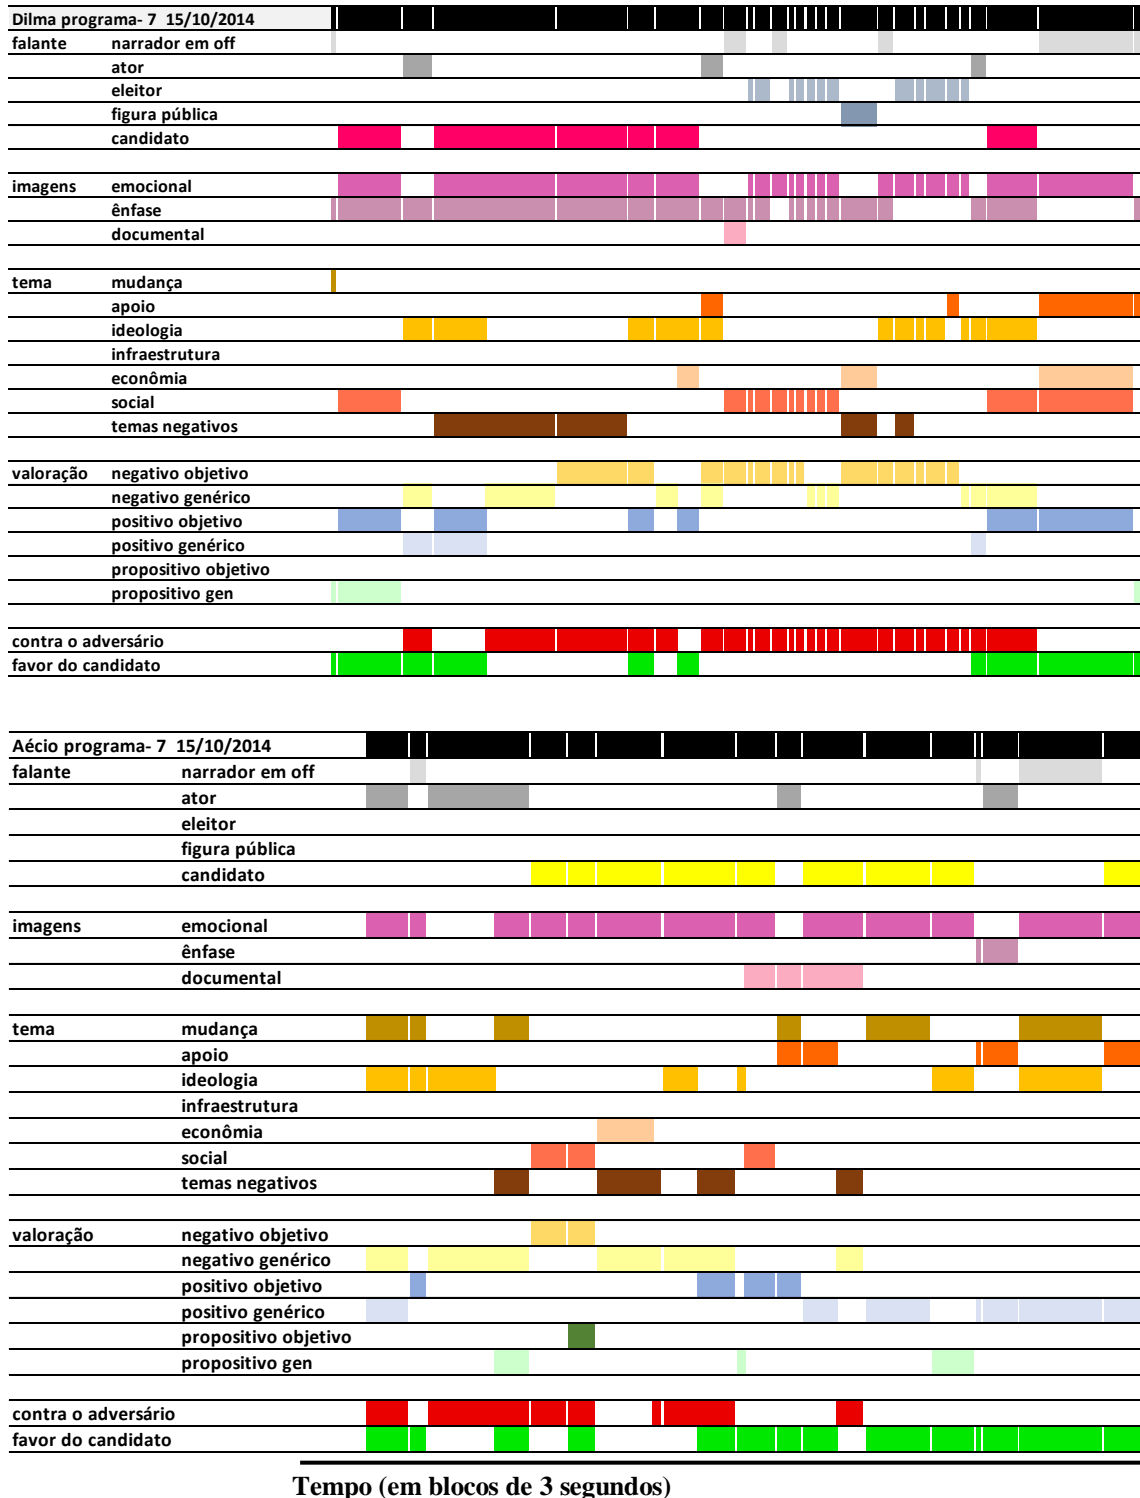 Dilma programa- 7 15/10/2014
falante narrador em off
ator
eleitor
figura pública
candidato
imagens emocional
ênfase
documental
tema mudança
apoio
ideologia
infraestrutura
econômia
social
temas negativos
valoração negativo objetivo
negativo genérico
positivo objetivo
positivo genérico
propositivo objetivo
propositivo gen
contra o adversário
favor do candidato
Aécio programa- 7 15/10/2014
falante narrador em off
ator
eleitor
figura pública
candidato
imagens emocional
ênfase
documental
tema mudança
apoio
ideologia
infraestrutura
econômia
social
temas negativos
valoração negativo objetivo
negativo genérico
positivo objetivo
positivo genérico
propositivo objetivo
propositivo gen
contra o adversário
favor do candidato
Tempo (em blocos de 3 segundos)